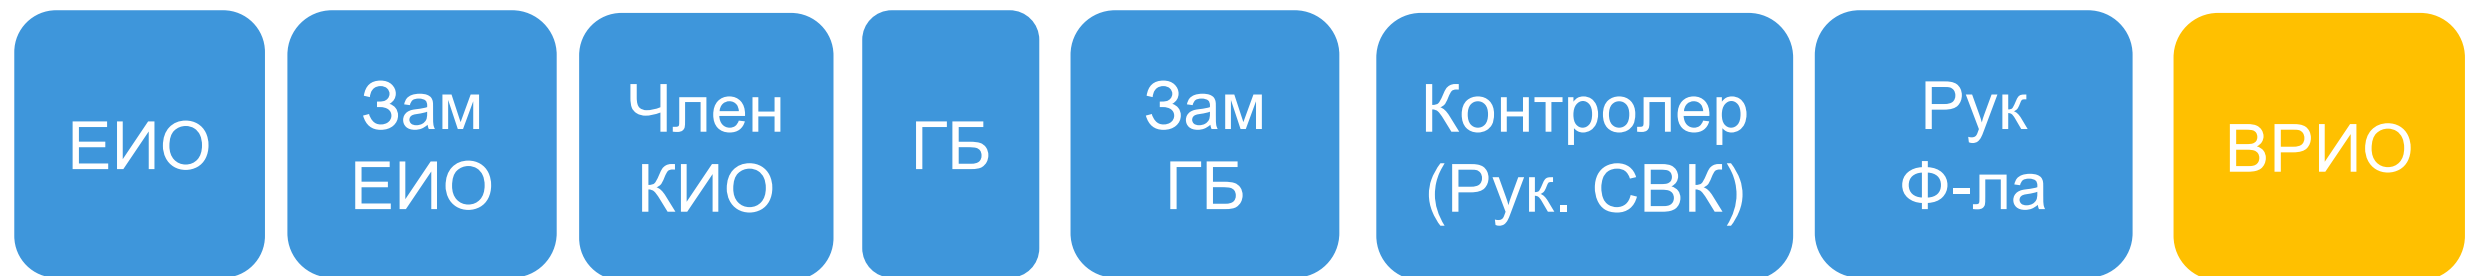 ЕИО
Зам
ЕИО
Член
КИО
ГБ
Зам
ГБ
Контролер
(Рук. СВК)
Рук
Ф-ла
ВРИО